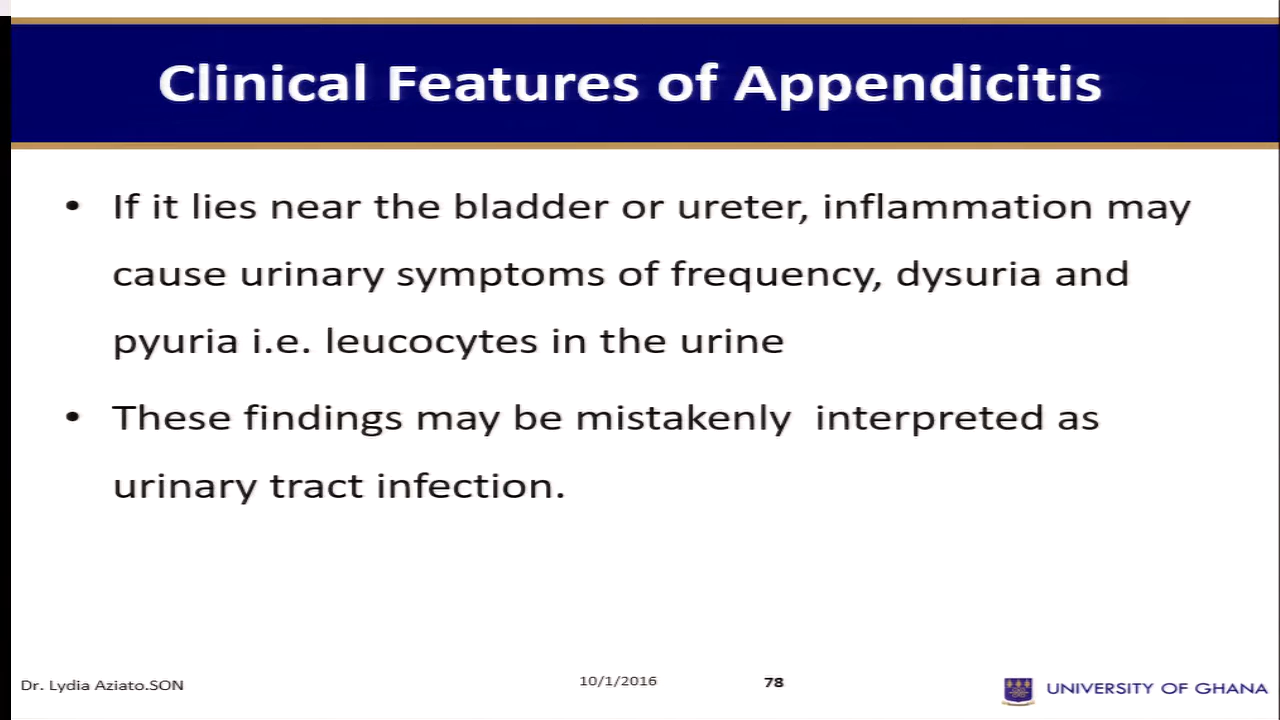 Clinical Features of Appendicitis
• If it lies near the bladder or ureter, inflammation may
cause urinary symptoms of frequency, dysuria and
pyuria i.e. leucocytes in the urine
• These findings may be mistakenly  interpreted as
urinary tract infection.
Dr. Lydia Aziato.SON
10/1/2016
78
UNIVERSITY OF GHANA